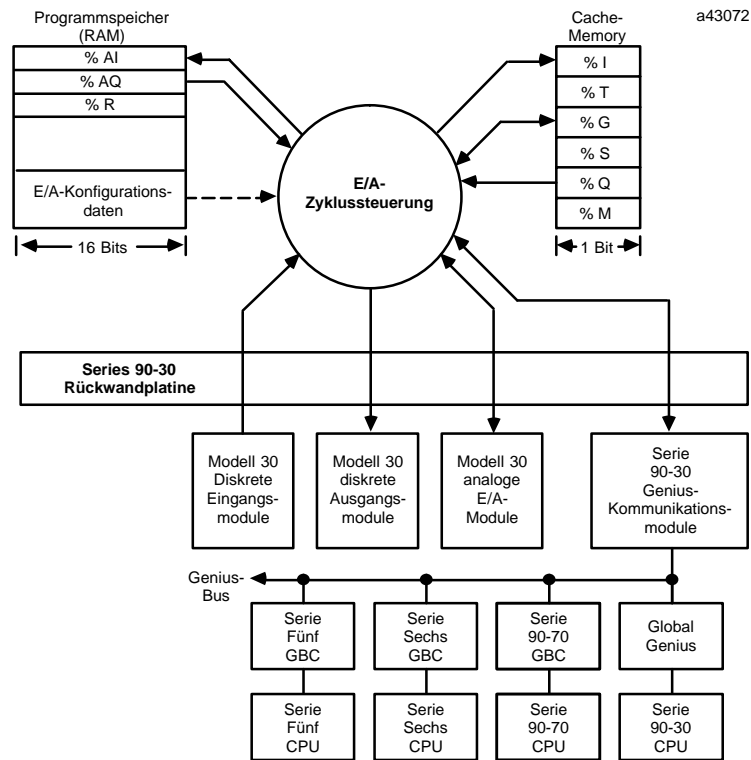 a43072
Programmspeicher
(RAM)
% AI
% AQ
% R
E/A-Konfigurations-
daten
16 Bits
Cache-
Memory
% I
% T
% G
% S
% Q
% M
1 Bit
E/A-
Zyklussteuerung
Series 90-30
Rückwandplatine
Modell 30
Diskrete
Eingangs-
module
Modell 30
diskrete
Ausgangs-
module
Modell 30
analoge
E/A-
Module
Serie
90-30
Genius-
Kommunikations-
module
Genius-
Bus
Serie
Fünf
GBC
Serie
Sechs
GBC
Serie
90-70
GBC
Global
Genius
Serie
Fünf
CPU
Serie
Sechs
CPU
Serie
90-70
CPU
Serie
90-30
CPU